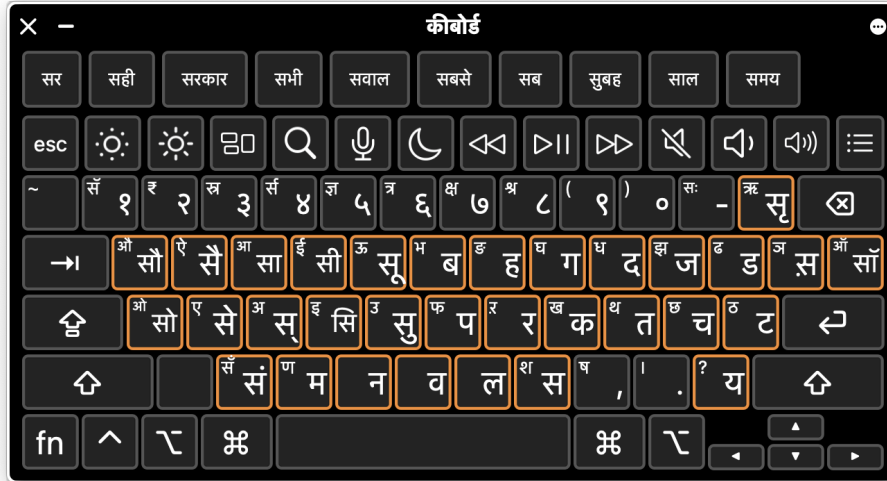 कीबोर्ड
सर सही सरकार सभी सवाल सबसे सब सुबह साल समय
esc
~ सॅ १ ₹ २ स्र ३ र्स ४ ज्ञ ५ त्र ६ क्ष ७ श्र ८ ( ९ ) ० सः - ऋ सृ
औ सौ ऐ सै आ सा ई सी ऊ सू भ ब ङ ह घ ग ध द झ ज ढ ड ञ स़ ऑ सॉ
ओ सो ए से अ स् इ सि उ सु फ प ऱ र ख क थ त छ च ठ ट
सँ सं ण म न व ल श स ष , । . ? य
fn